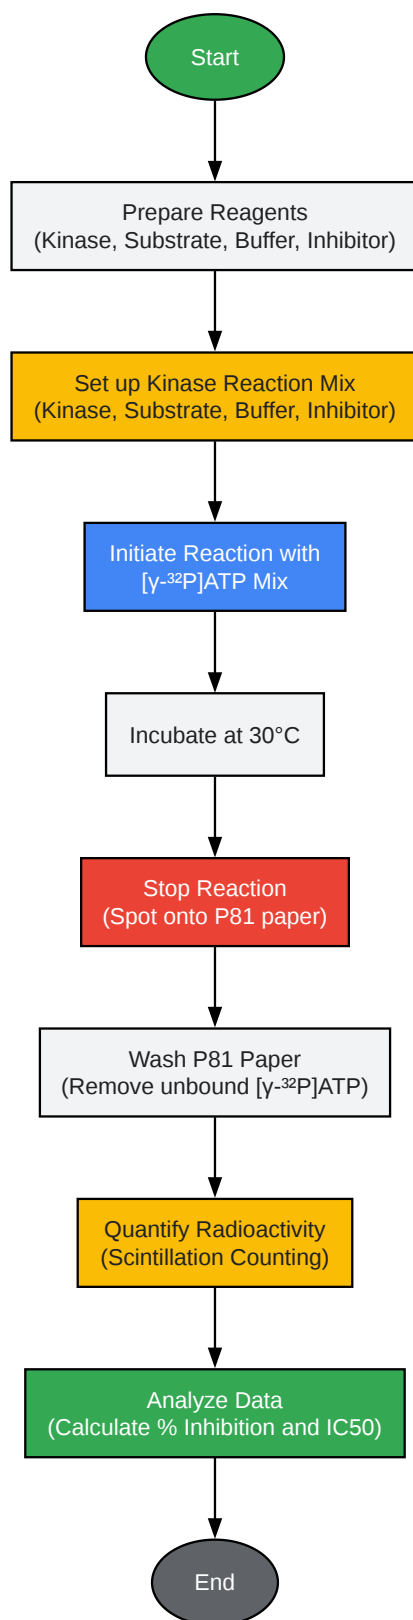 Start
Prepare Reagents
(Kinase, Substrate, Buffer, Inhibitor)
Set up Kinase Reaction Mix
(Kinase, Substrate, Buffer, Inhibitor)
Initiate Reaction with
[γ-³²P]ATP Mix
Incubate at 30°C
Stop Reaction
(Spot onto P81 paper)
Wash P81 Paper
(Remove unbound [γ-³²P]ATP)
Quantify Radioactivity
(Scintillation Counting)
Analyze Data
(Calculate % Inhibition and IC50)
End